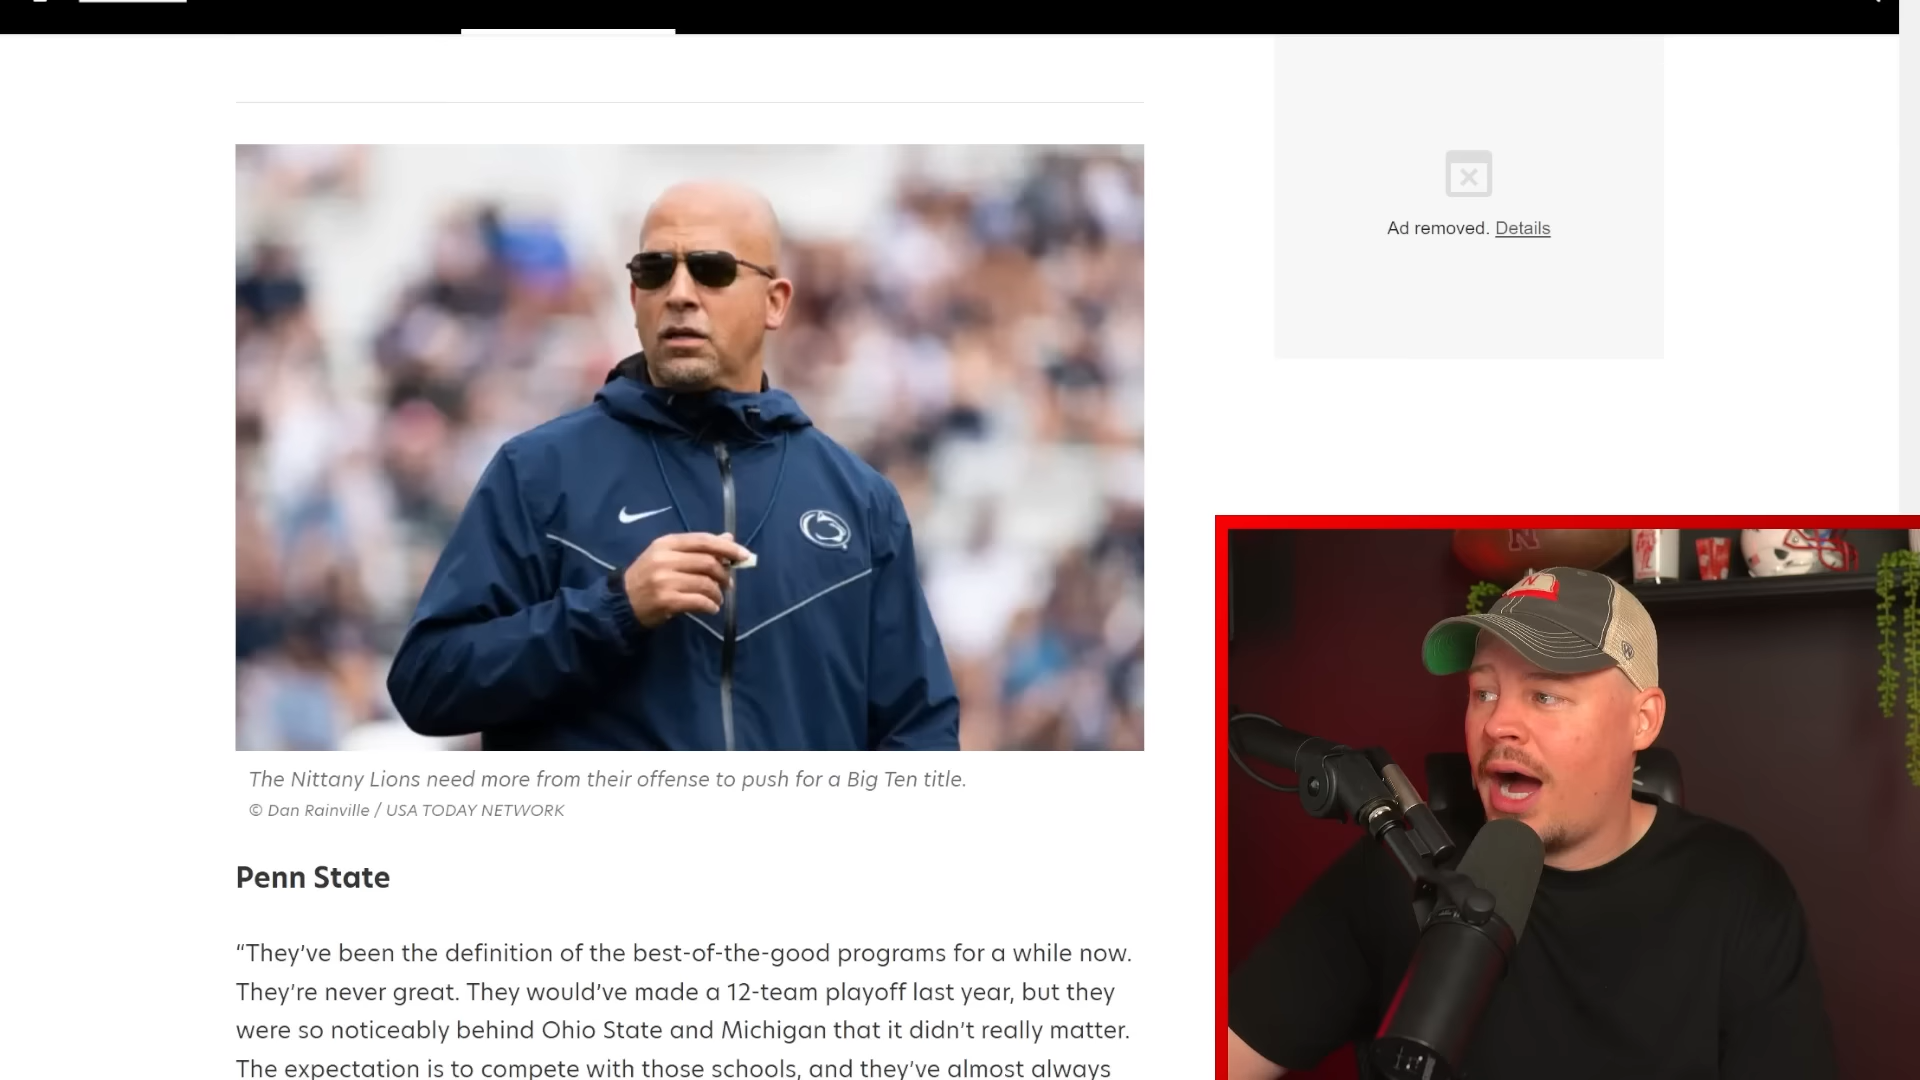 Ad removed. Details
The Nittany Lions need more from their offense to push for a Big Ten title.
© Dan Rainville / USA TODAY NETWORK
Penn State
“They’ve been the definition of the best-of-the-good programs for a while now.
They’re never great. They would’ve made a 12-team playoff last year, but they
were so noticeably behind Ohio State and Michigan that it didn’t really matter.
The expectation is to compete with those schools, and they’ve almost always
N
N